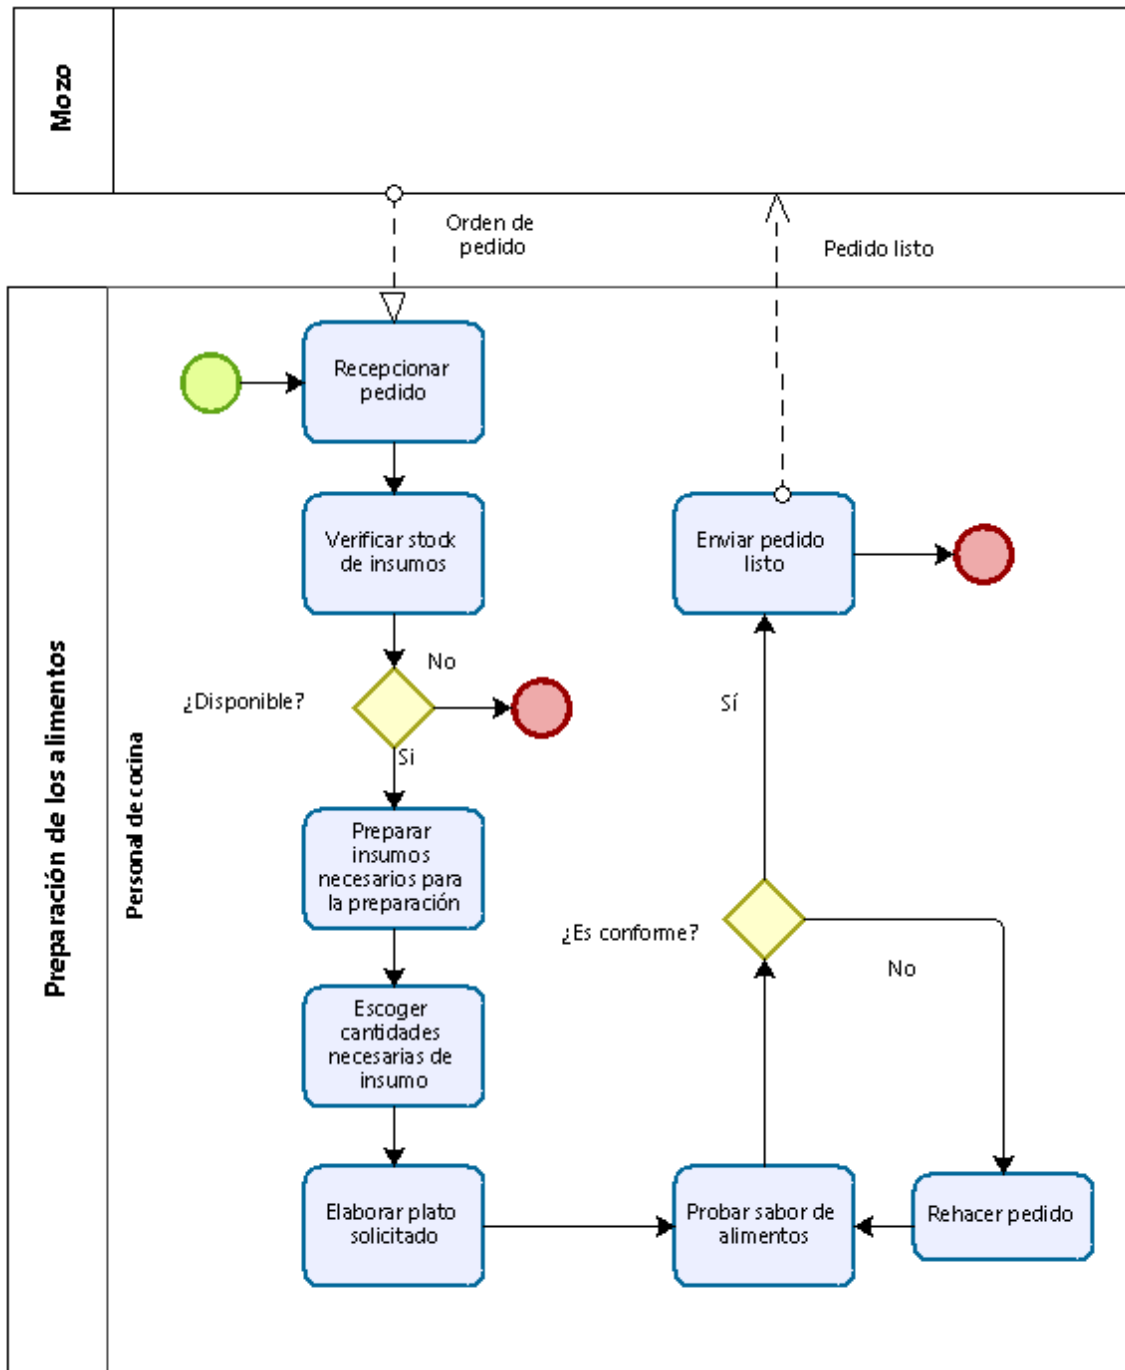 Mozo
Orden de
pedido
Pedido listo
Preparación de los alimentos
Personal de cocina
Recepcionar
pedido
Verificar stock
de insumos
Enviar pedido
listo
No
¿Disponible?
Si
Sí
Preparar
insumos
necesarios para
la preparación
¿Es conforme?
No
Escoger
cantidades
necesarias de
insumo
Elaborar plato
solicitado
Probar sabor de
alimentos
Rehacer pedido